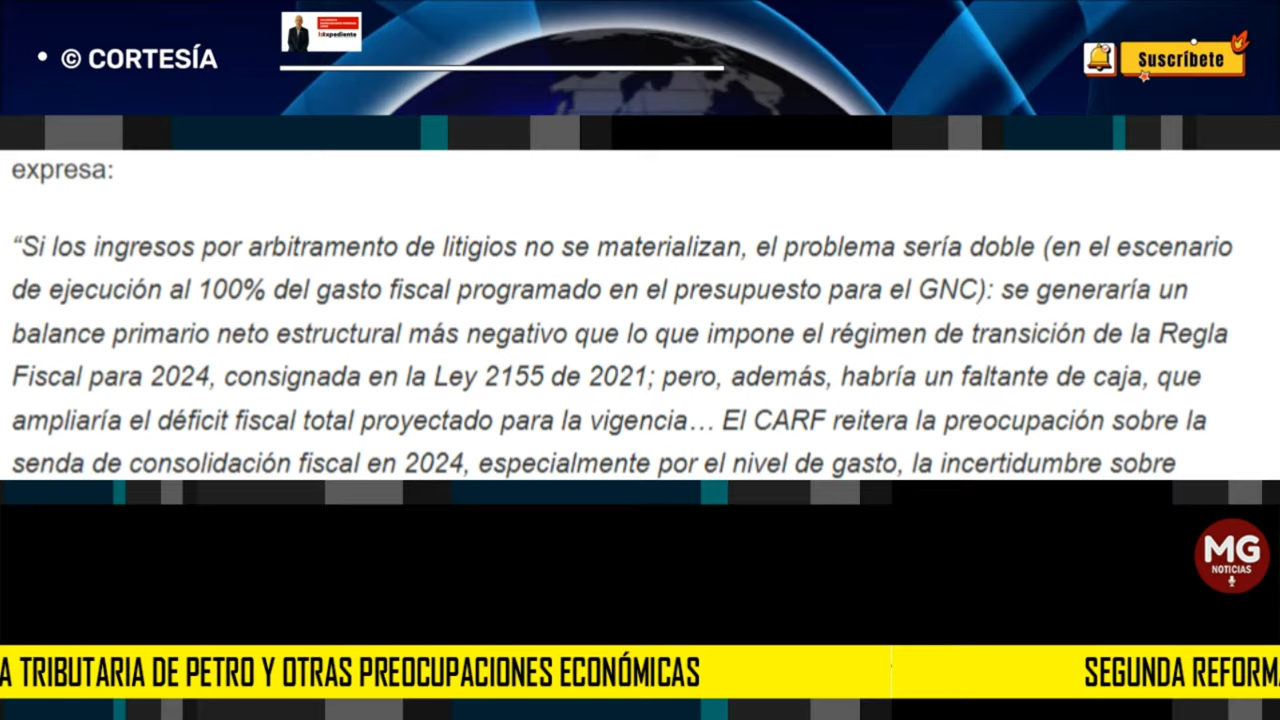 • © CORTESÍA
Expediente
Suscríbete
expresa:
“Si los ingresos por arbitramento de litigios no se materializan, el problema sería doble (en el escenario
de ejecución al 100% del gasto fiscal programado en el presupuesto para el GNC): se generaría un
balance primario neto estructural más negativo que lo que impone el régimen de transición de la Regla
Fiscal para 2024, consignada en la Ley 2155 de 2021; pero, además, habría un faltante de caja, que
ampliaría el déficit fiscal total proyectado para la vigencia… El CARF reitera la preocupación sobre la
senda de consolidación fiscal en 2024, especialmente por el nivel de gasto, la incertidumbre sobre
MG
NOTICIAS
A TRIBUTARIA DE PETRO Y OTRAS PREOCUPACIONES ECONÓMICAS
SEGUNDA REFORMA